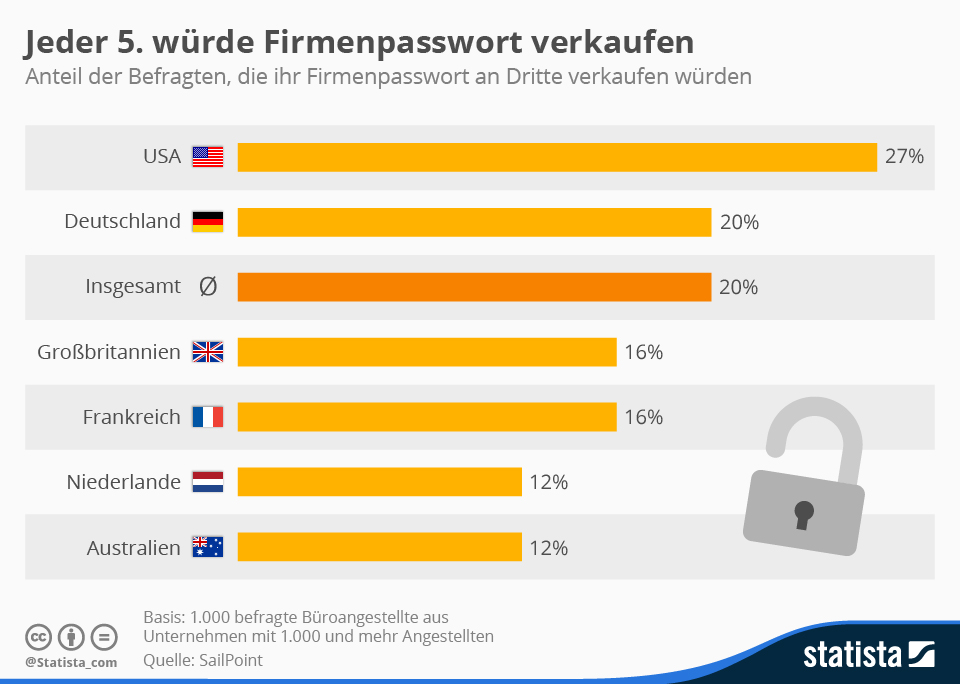 Jeder 5. würde Firmenpasswort verkaufen
Anteil der Befragten, die ihr Firmenpasswort an Dritte verkaufen würden
USA 27%
Deutschland 20%
Insgesamt Ø 20%
Großbritannien 16%
Frankreich 16%
Niederlande 12%
Australien 12%
Basis: 1.000 befragte Büroangestellte aus
Unternehmen mit 1.000 und mehr Angestellten
Quelle: SailPoint
cc
@Statista_com
statista